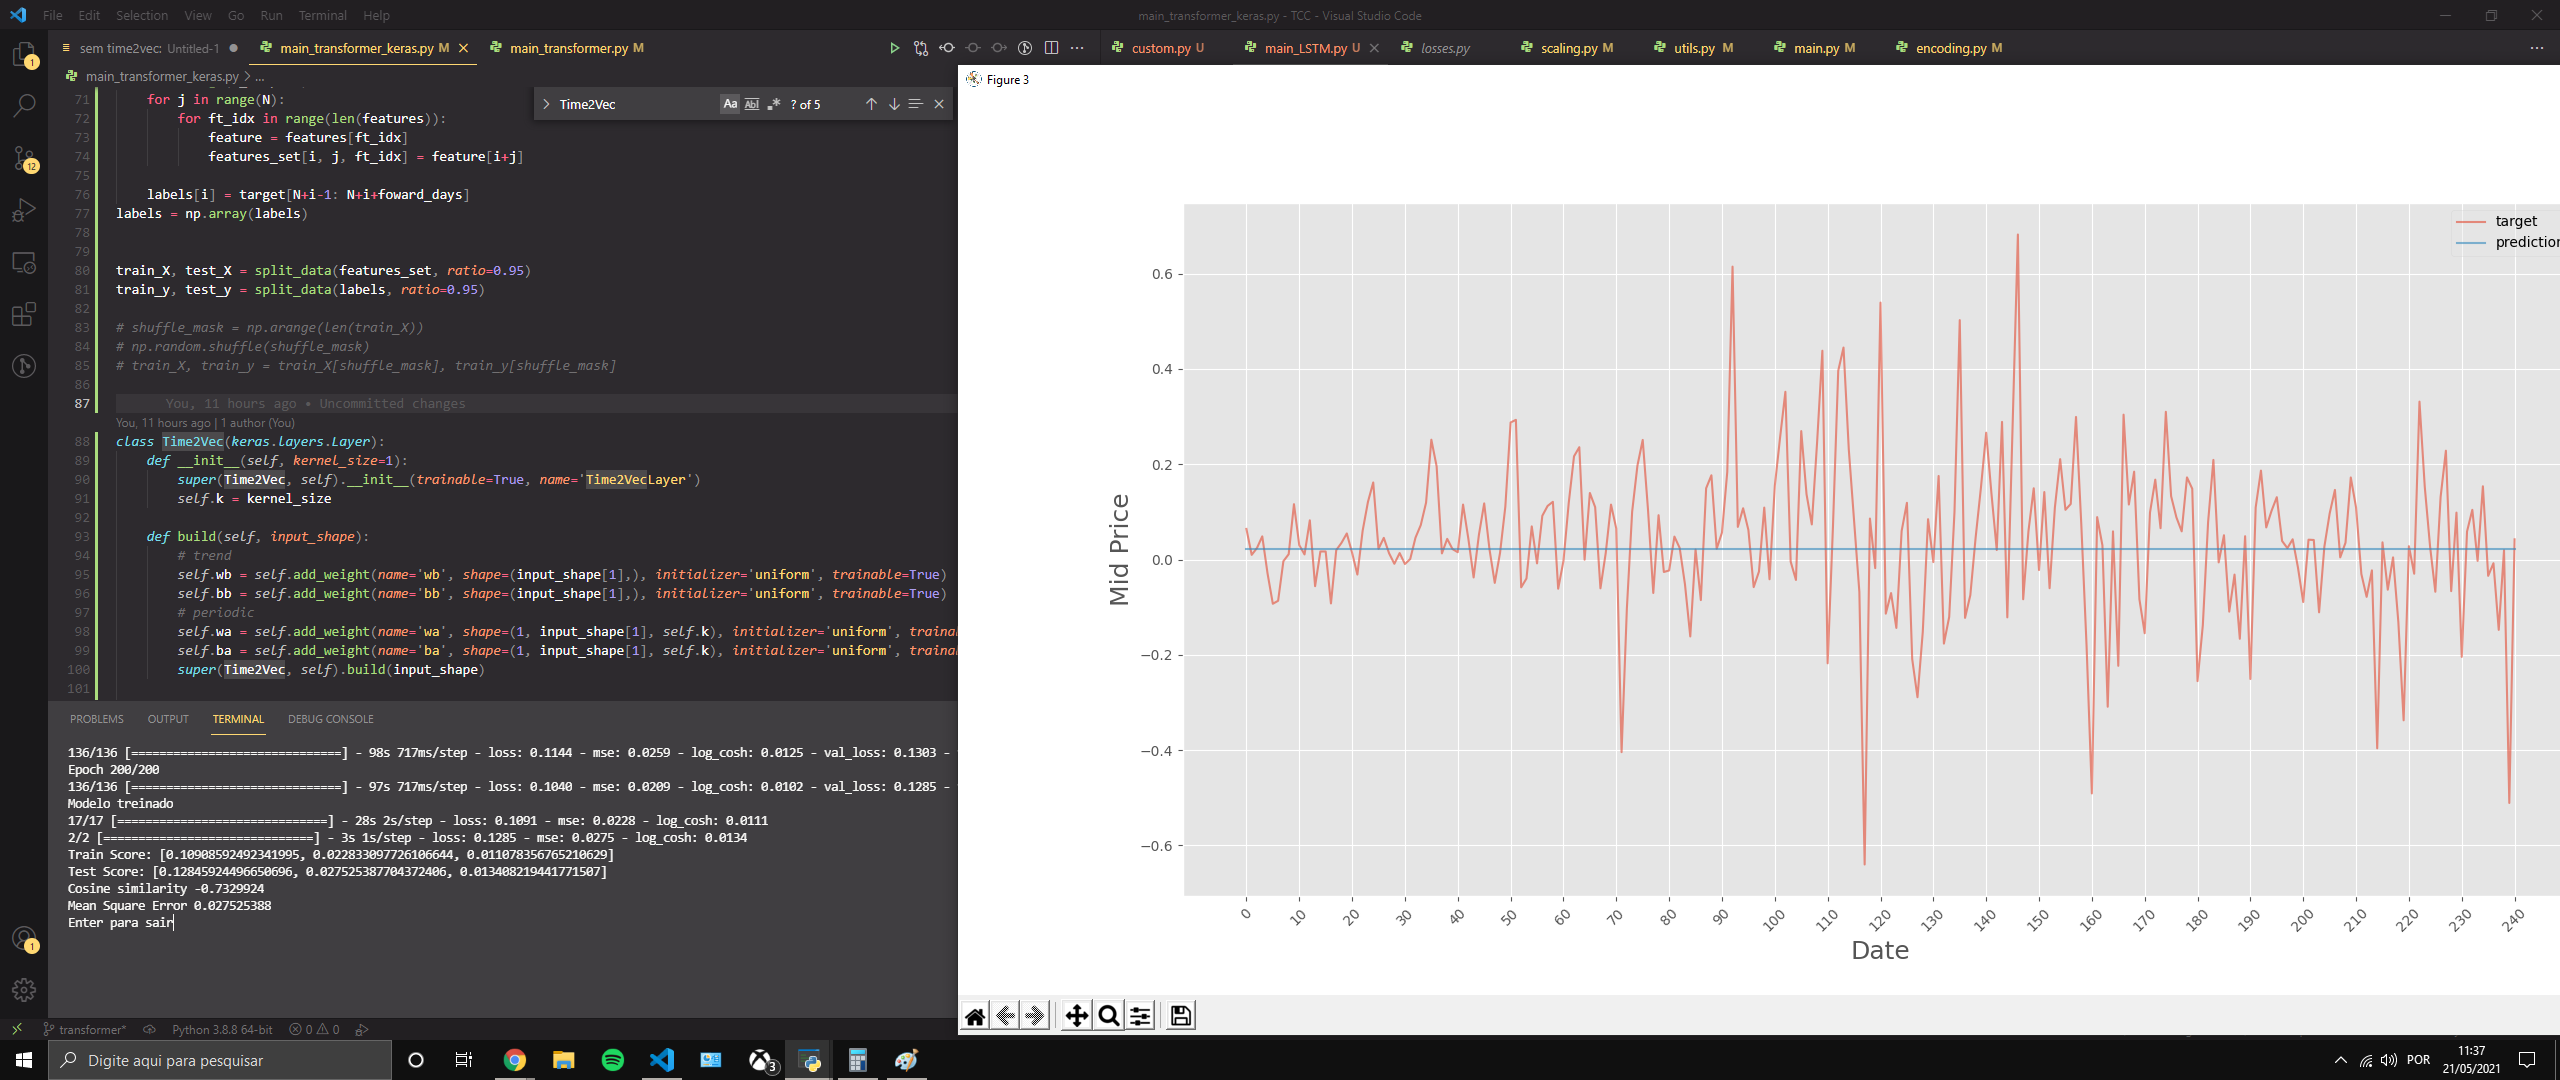 File Edit Selection View Go Run Terminal Help
main_transformer_keras.py - TCC - Visual Studio Code
sem time2vec: Untitled-1
main_transformer_keras.py M
main_transformer.py M
custom.py U
main_LSTM.py U
losses.py
scaling.py M
utils.py M
main.py M
encoding.py M
main_transformer_keras.py > ...
Time2Vec
Aa Abl ? of 5
71 for j in range(N):
72 for ft_idx in range(len(features)):
73 feature = features[ft_idx]
74 features_set[i, j, ft_idx] = feature[i+j]
75
76 labels[i] = target[N+i-1: N+i+foward_days]
77 labels = np.array(labels)
78
79
80 train_X, test_X = split_data(features_set, ratio=0.95)
81 train_y, test_y = split_data(labels, ratio=0.95)
82
83 # shuffle_mask = np.arange(len(train_X))
84 # np.random.shuffle(shuffle_mask)
85 # train_X, train_y = train_X[shuffle_mask], train_y[shuffle_mask]
86
87 You, 11 hours ago • Uncommitted changes
You, 11 hours ago | 1 author (You)
88 class Time2Vec(keras.layers.Layer):
89 def __init__(self, kernel_size=1):
90 super(Time2Vec, self).__init__(trainable=True, name='Time2VecLayer')
91 self.k = kernel_size
92
93 def build(self, input_shape):
94 # trend
95 self.wb = self.add_weight(name='wb', shape=(input_shape[1],), initializer='uniform', trainable=True)
96 self.bb = self.add_weight(name='bb', shape=(input_shape[1],), initializer='uniform', trainable=True)
97 # periodic
98 self.wa = self.add_weight(name='wa', shape=(1, input_shape[1], self.k), initializer='uniform', traina
99 self.ba = self.add_weight(name='ba', shape=(1, input_shape[1], self.k), initializer='uniform', traina
100 super(Time2Vec, self).build(input_shape)
101
PROBLEMS OUTPUT TERMINAL DEBUG CONSOLE
136/136 [==============================] - 98s 717ms/step - loss: 0.1144 - mse: 0.0259 - log_cosh: 0.0125 - val_loss: 0.1303 -
Epoch 200/200
136/136 [==============================] - 97s 717ms/step - loss: 0.1040 - mse: 0.0209 - log_cosh: 0.0102 - val_loss: 0.1285 -
Modelo treinado
17/17 [==============================] - 28s 2s/step - loss: 0.1091 - mse: 0.0228 - log_cosh: 0.0111
2/2 [==============================] - 3s 1s/step - loss: 0.1285 - mse: 0.0275 - log_cosh: 0.0134
Train Score: [0.10908592492341995, 0.022833097726106644, 0.011078356765210629]
Test Score: [0.12845924496650696, 0.027525387704372406, 0.013408219441771507]
Cosine similarity -0.7329924
Mean Square Error 0.027525388
Enter para sair
Figure 3
target
prediction
0.6
0.4
0.2
0.0
−0.2
−0.4
−0.6
Mid Price
0 10 20 30 40 50 60 70 80 90 100 110 120 130 140 150 160 170 180 190 200 210 220 230 240
Date
1
12
1
transformer* Python 3.8.8 64-bit 0 0
Digite aqui para pesquisar
3
POR
11:37
21/05/2021